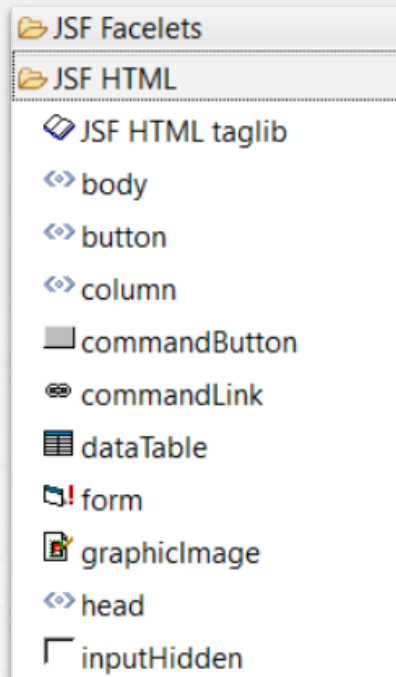 JSF Facelets
JSF HTML
JSF HTML taglib
body
button
column
commandButton
commandLink
dataTable
form
graphicImage
head
inputHidden